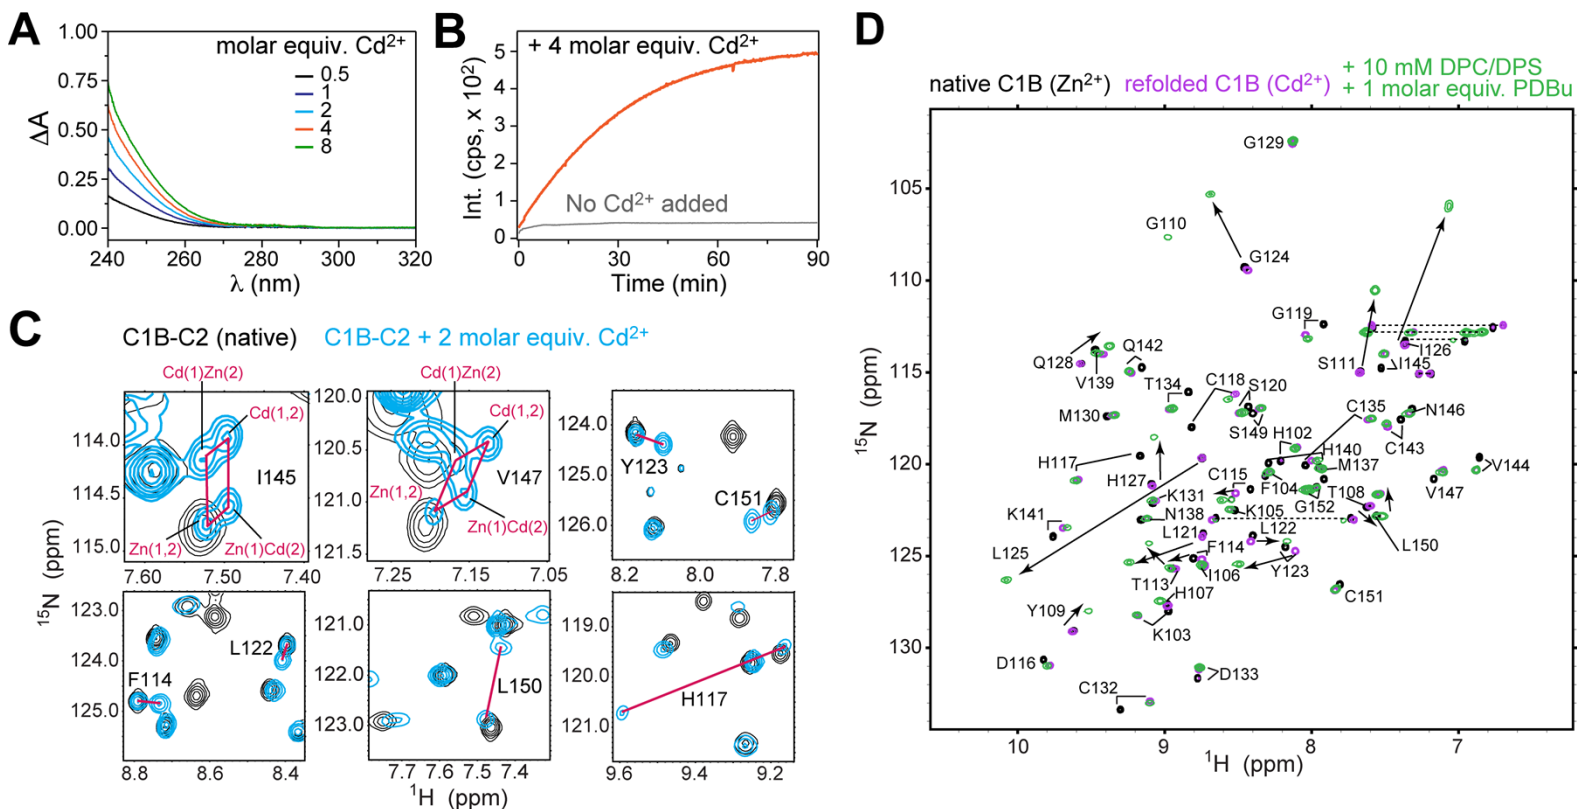 A
1.00
0.75
0.50
0.25
0.00
ΔA
molar equiv. Cd²⁺
0.5
1
2
4
8
240
260
280
300
320
λ (nm)
B
+ 4 molar equiv. Cd²⁺
5
4
3
2
1
0
Int. (cps, x 10²)
No Cd²⁺ added
0
30
60
90
Time (min)
C
C1B-C2 (native)
C1B-C2 + 2 molar equiv. Cd²⁺
Cd(1)Zn(2)
Cd(1,2)
I145
Zn(1,2)
Zn(1)Cd(2)
114.0
114.5
115.0
7.60
7.50
7.40
Cd(1)Zn(2)
Cd(1,2)
V147
Zn(1,2)
Zn(1)Cd(2)
120.0
120.5
121.0
121.5
7.25
7.15
7.05
124.0
125.0
126.0
Y123
C151
8.2
8.0
7.8
¹⁵N (ppm)
123.0
124.0
125.0
L122
F114
8.8
8.6
8.4
121.0
122.0
123.0
L150
7.7
7.6
7.5
7.4
119.0
120.0
121.0
H117
9.6
9.4
9.2
¹H (ppm)
D
native C1B (Zn²⁺)
refolded C1B (Cd²⁺)
+ 10 mM DPC/DPS
+ 1 molar equiv. PDBu
105
110
115
120
125
130
¹⁵N (ppm)
10
9
8
7
¹H (ppm)
G129
G110
G124
G119
Q128
V139
Q142
S111
I126
I145
T134
C118
S120
M130
C135
N146
S149
C143
H102
H140
H117
M137
V144
H127
C115
F104
T108
V147
K131
G152
K105
K141
N138
L121
L122
L150
L125
F114
Y123
I106
T113
H107
C151
Y109
K103
D116
D133
C132